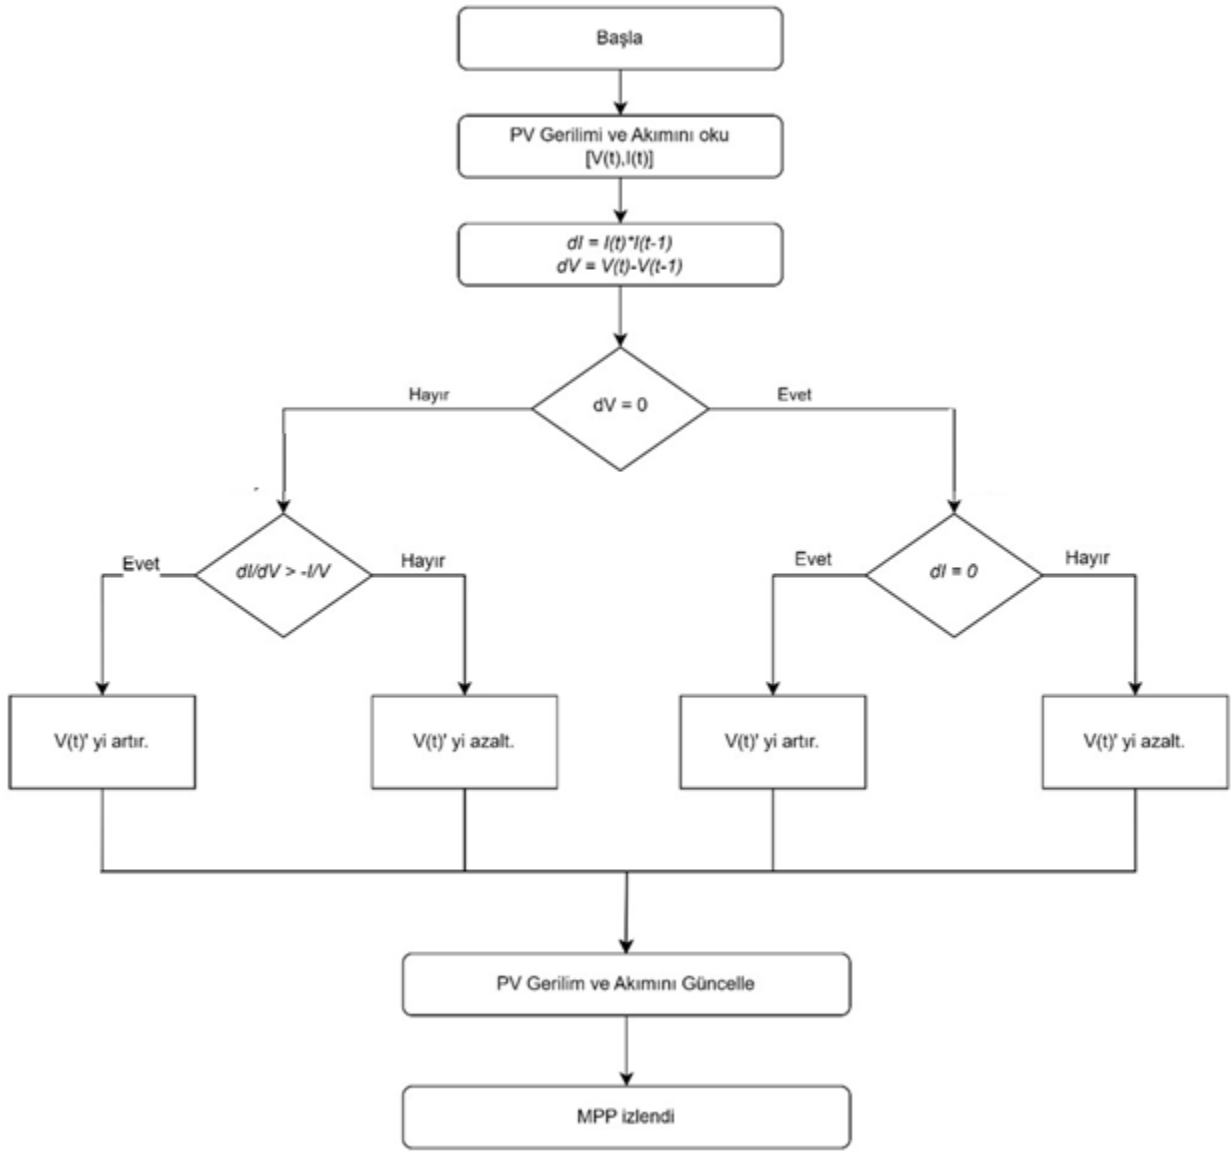 Başla
PV Gerilimi ve Akımını oku
[V(t),I(t)]
dI = I(t)*I(t-1)
dV = V(t)-V(t-1)
Hayır
dV = 0
Evet
Evet
dI/dV > -I/V
Hayır
Evet
dI = 0
Hayır
V(t)' yi artır.
V(t)' yi azalt.
V(t)' yi artır.
V(t)' yi azalt.
PV Gerilim ve Akımını Güncelle
MPP izlendi